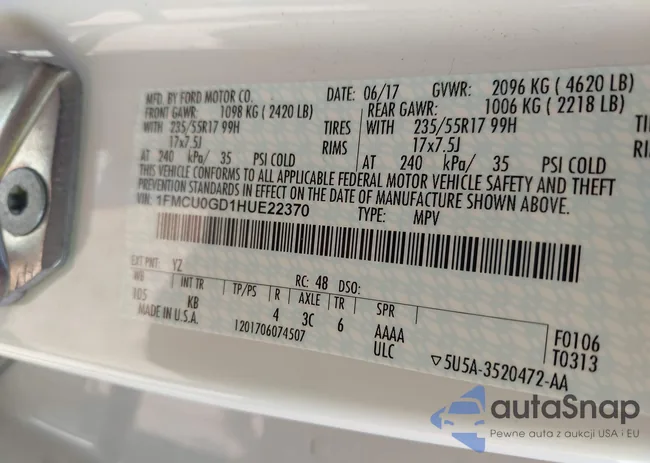 MFD. BY FORD MOTOR CO.
DATE: 06/17 GVWR: 2096 KG (4620 LB)
FRONT GAWR: 1098 KG (2420 LB) REAR GAWR: 1006 KG (2218 LB)
WITH 235/55R17 99H TIRES WITH 235/55R17 99H
17x7.5J RIMS 17x7.5J
AT 240 kPa/ 35 PSI COLD AT 240 kPa/ 35 PSI COLD
THIS VEHICLE CONFORMS TO ALL APPLICABLE FEDERAL MOTOR VEHICLE SAFETY AND THEFT
PREVENTION STANDARDS IN EFFECT ON THE DATE OF MANUFACTURE SHOWN ABOVE.
VIN: 1FMCU0GD1HUE22370 TYPE: MPV
EXT PNT: YZ RC: 48 DSO:
WB INT TR TP/PS R AXLE TR SPR
105 KB 4 3C 6 AAAA
ULC
MADE IN U.S.A. 1201706074507
F0106
T0313
▽5U5A-3520472-AA
autaSnap
Pewne auta z aukcji USA i EU